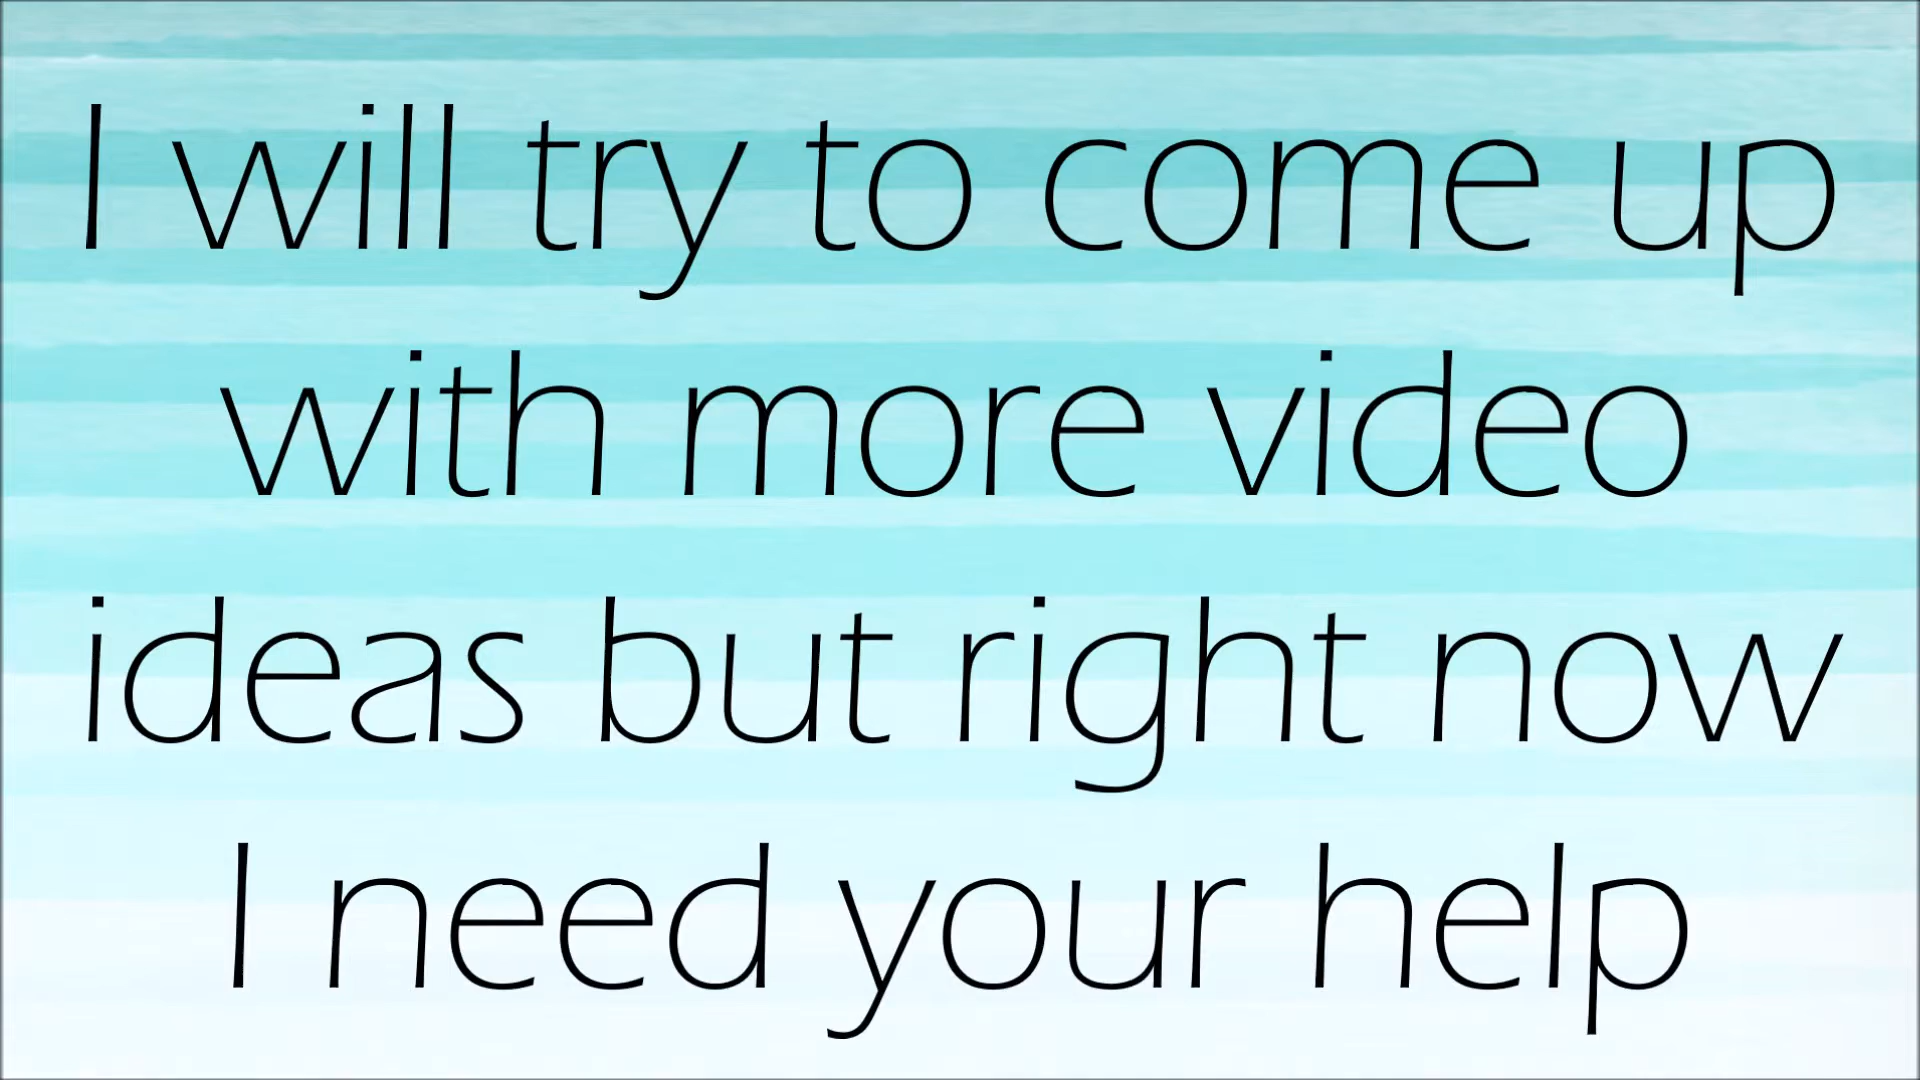 I will try to come up
with more video
ideas but right now
I need your help